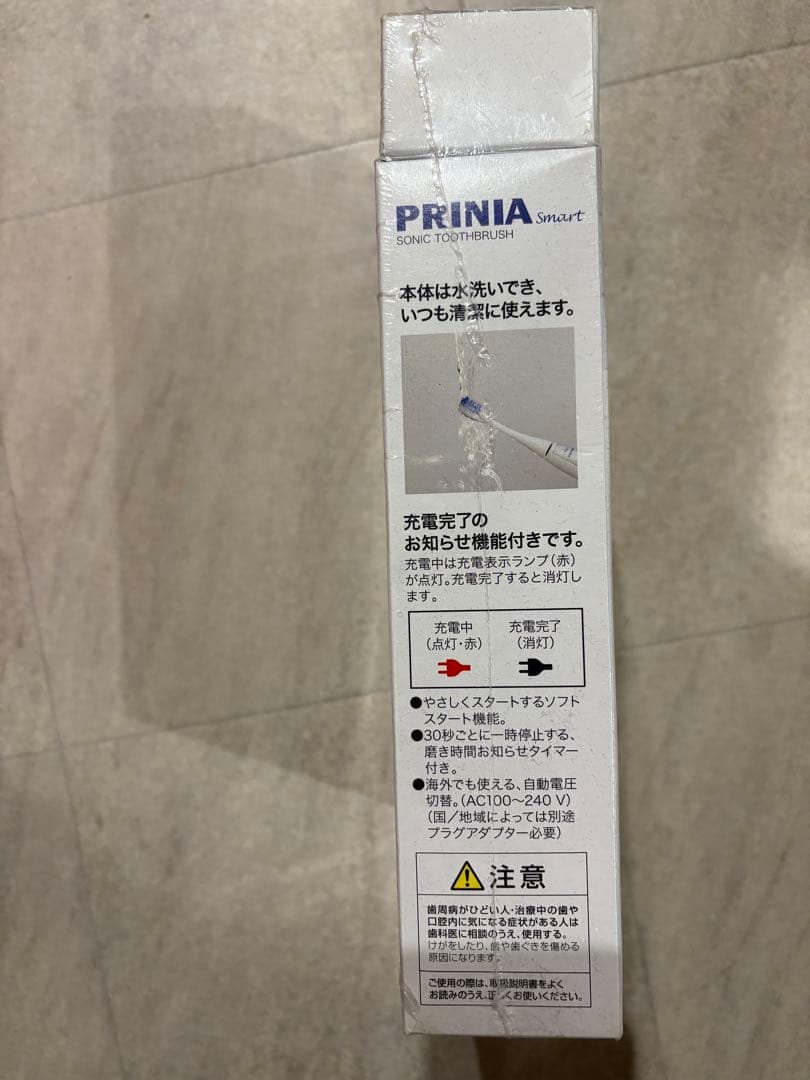 PRINIA Smart
SONIC TOOTHBRUSH
本体は水洗いでき、
いつも清潔に使えます。
充電完了の
お知らせ機能付きです。
充電中は充電表示ランプ(赤)
が点灯。充電完了すると消灯し
ます。
充電中
(点灯・赤)
充電完了
(消灯)
●やさしくスタートするソフト
スタート機能。
●30秒ごとに一時停止する、
磨き時間お知らせタイマー
付き。
●海外でも使える、自動電圧
切替。(AC100〜240 V)
(国/地域によっては別途
プラグアダプター必要)
注意
歯周病がひどい人・治療中の歯や
口腔内に気になる症状がある人は
歯科医に相談のうえ、使用する。
けがをしたり、歯や歯ぐきを傷める
原因になります。
ご使用の際は、取扱説明書をよく
お読みのうえ、正しくお使いください。